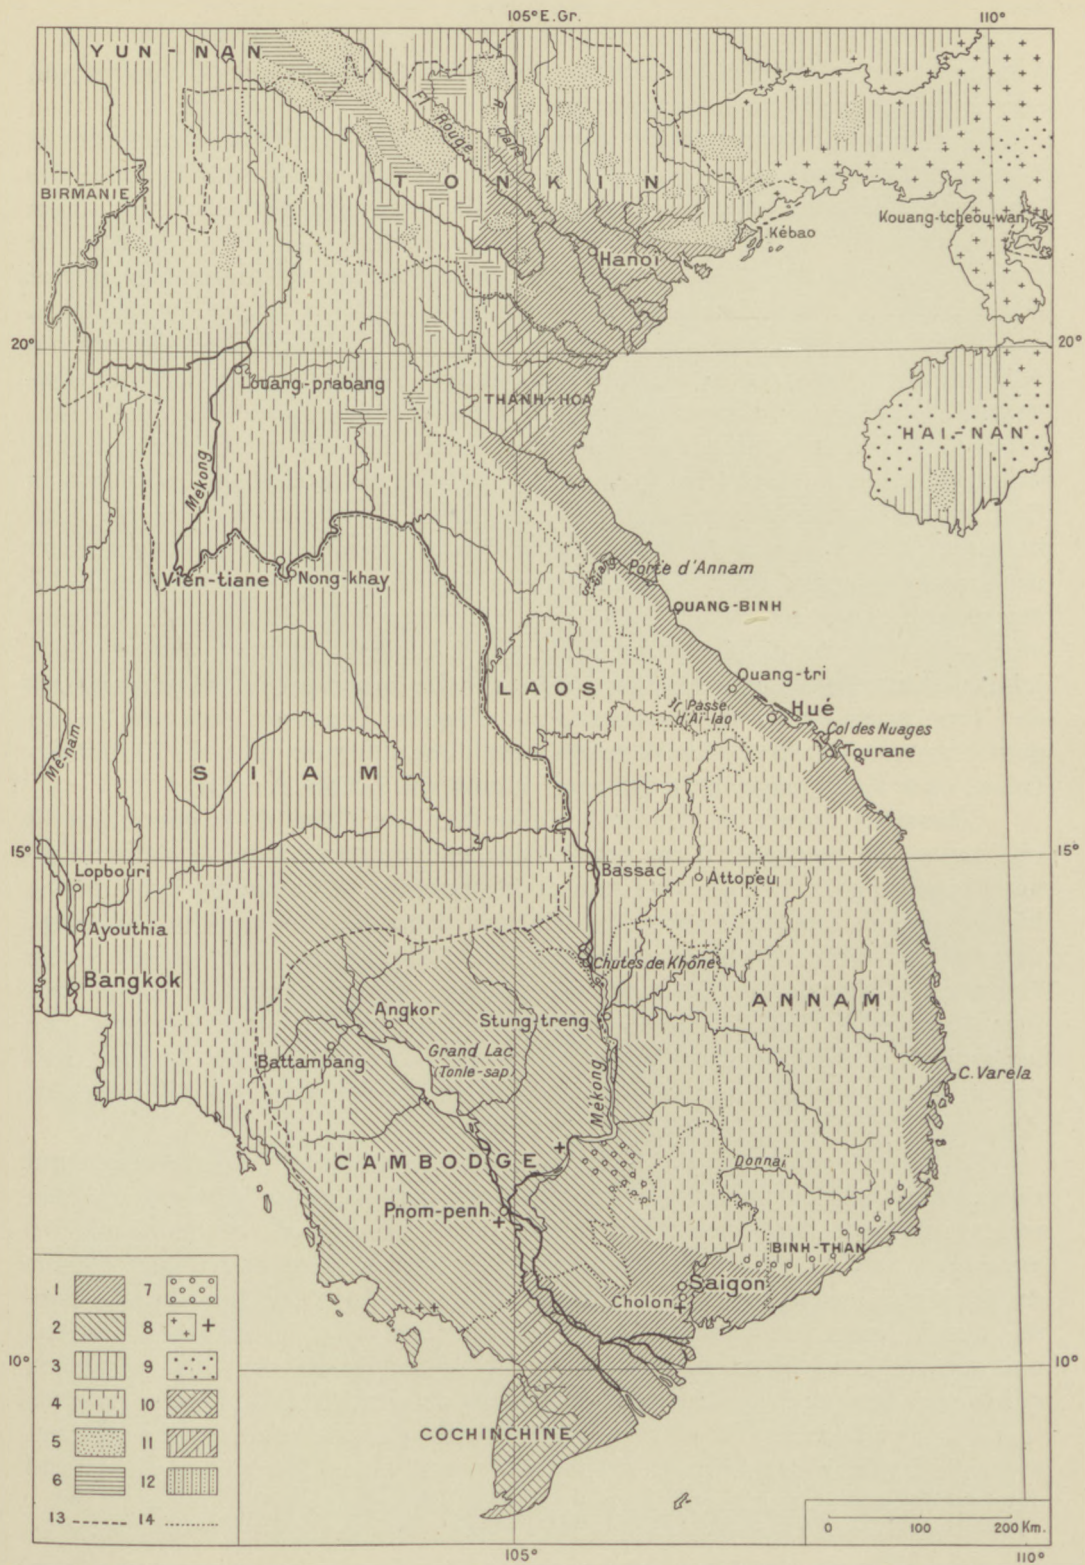 105° E. Gr.
110°
YUN-NAN
Fl. Rouge
R. Claire
TONKIN
BIRMANIE
Kouang-tcheou-wan
I. Kébao
Hanoï
20°
20°
Louang-prabang
THANH-HOA
HAI-NAN
Mékong
Vien-tiane
Nong-khay
Porte d'Annam
QUANG-BINH
LAOS
Quang-tri
Passe
d'Ai-lao
Hué
Col des Nuages
Tourane
Mé-nam
SIAM
15°
15°
Lopbouri
Bassac
Attopeu
Ayouthia
Bangkok
Chutes de Khône
ANNAM
Angkor
Stung-treng
Battambang
Grand Lac
(Tonle-sap)
Mékong
C. Varela
CAMBODGE
Donnai
Pnom-penh
BINH-THAN
Saigon
Cholon
10°
10°
COCHINCHINE
1 7
2 8
3 9
4 10
5 11
6 12
13 14
0 100 200 Km.
105°
110°